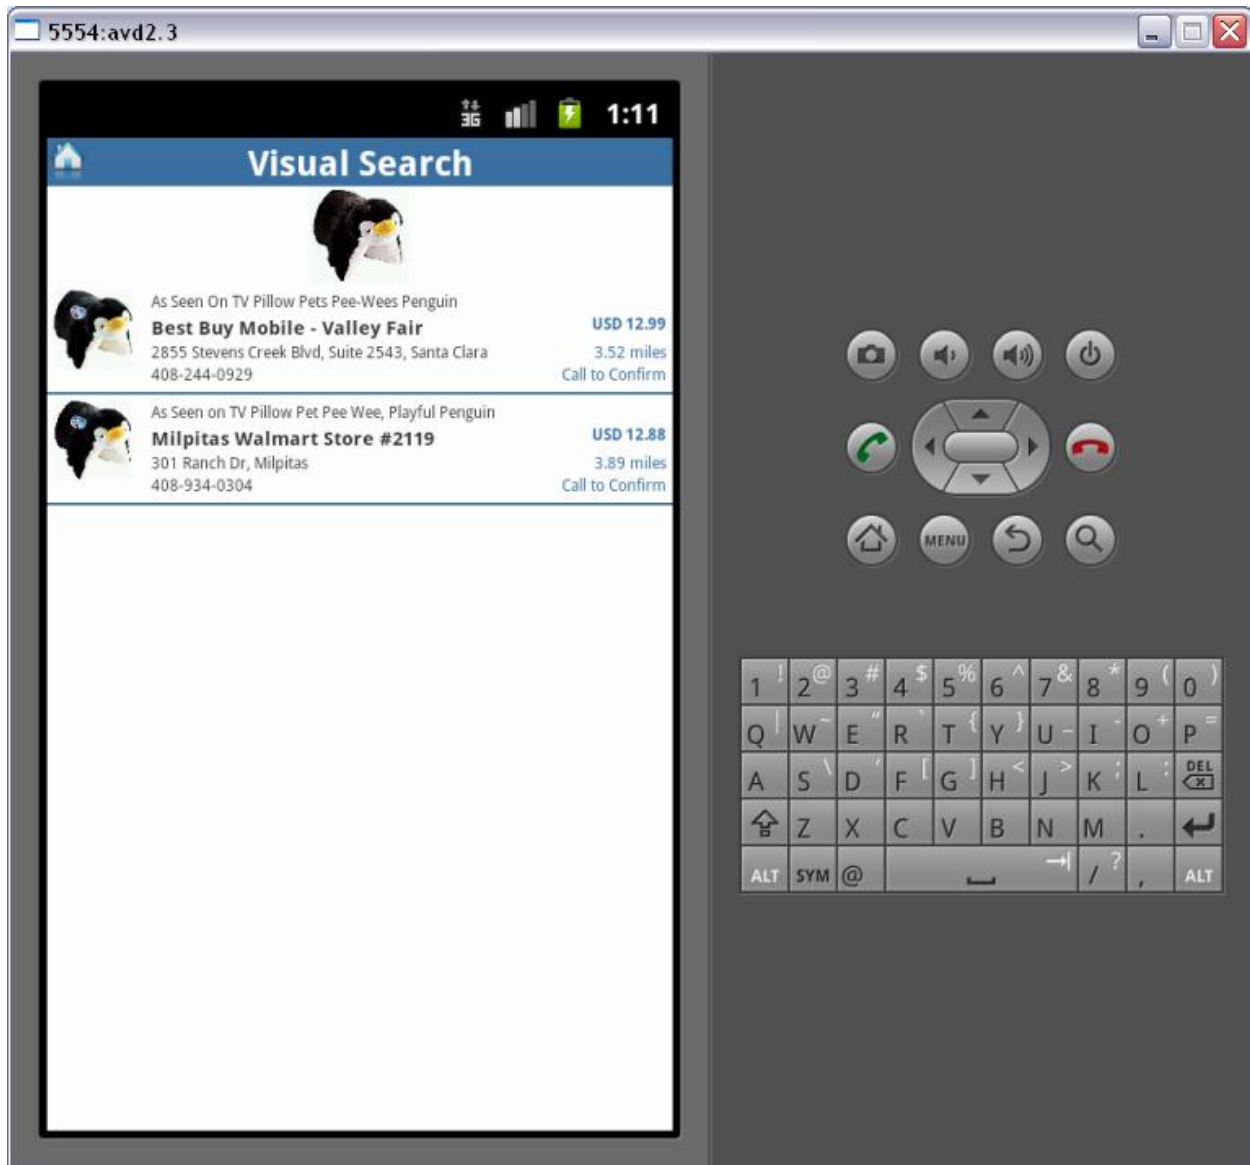 5554:avd2.3
3G 1:11
Visual Search
As Seen On TV Pillow Pets Pee-Wees Penguin
Best Buy Mobile - Valley Fair USD 12.99
2855 Stevens Creek Blvd, Suite 2543, Santa Clara 3.52 miles
408-244-0929 Call to Confirm
As Seen on TV Pillow Pet Pee Wee, Playful Penguin
Milpitas Walmart Store #2119 USD 12.88
301 Ranch Dr, Milpitas 3.89 miles
408-934-0304 Call to Confirm
MENU
1 ! 2 @ 3 # 4 $ 5 % 6 ^ 7 & 8 * 9 ( 0 )
Q | W ~ E " R ` T { Y } U _ I - O + P =
A S \ D ' F [ G ] H < J > K ; L : DEL
Z X C V B N M .
ALT SYM @ / ? , ALT